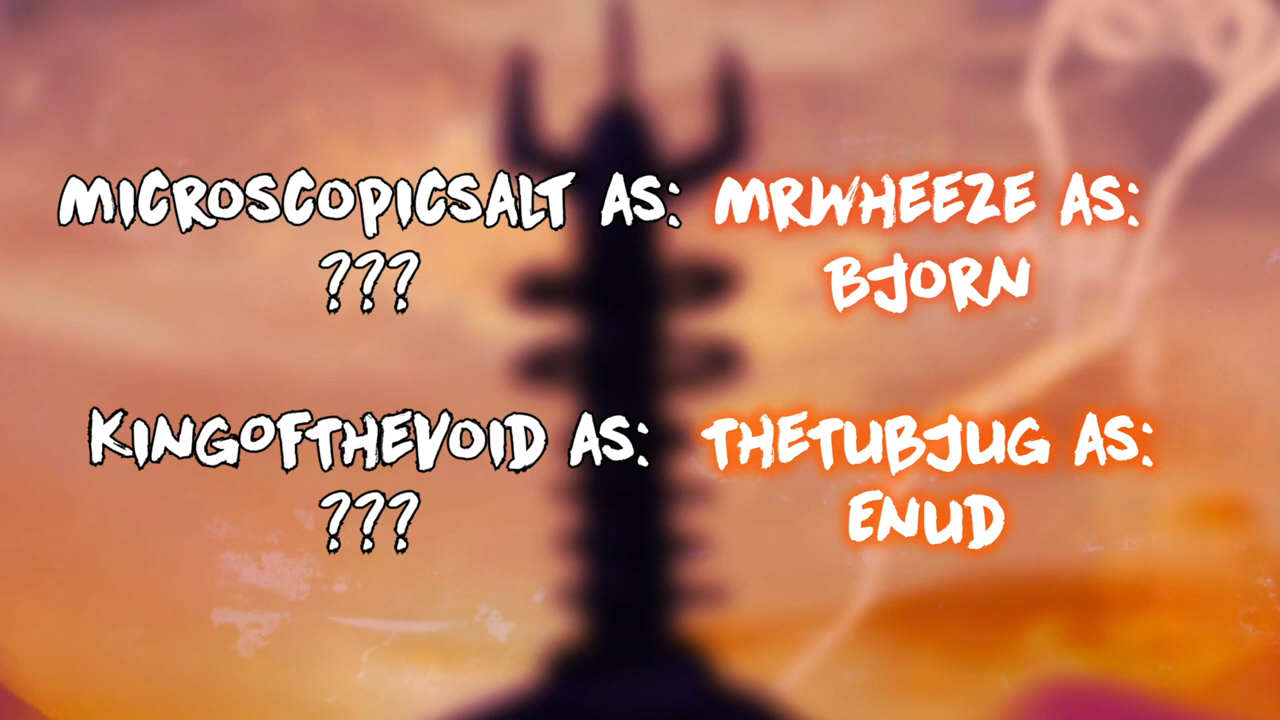 MICROSCOPICSALT AS:
???
MRWHEEZE AS:
BJORN
KINGOFTHEVOID AS:
???
THETUBJUG AS:
ENUD